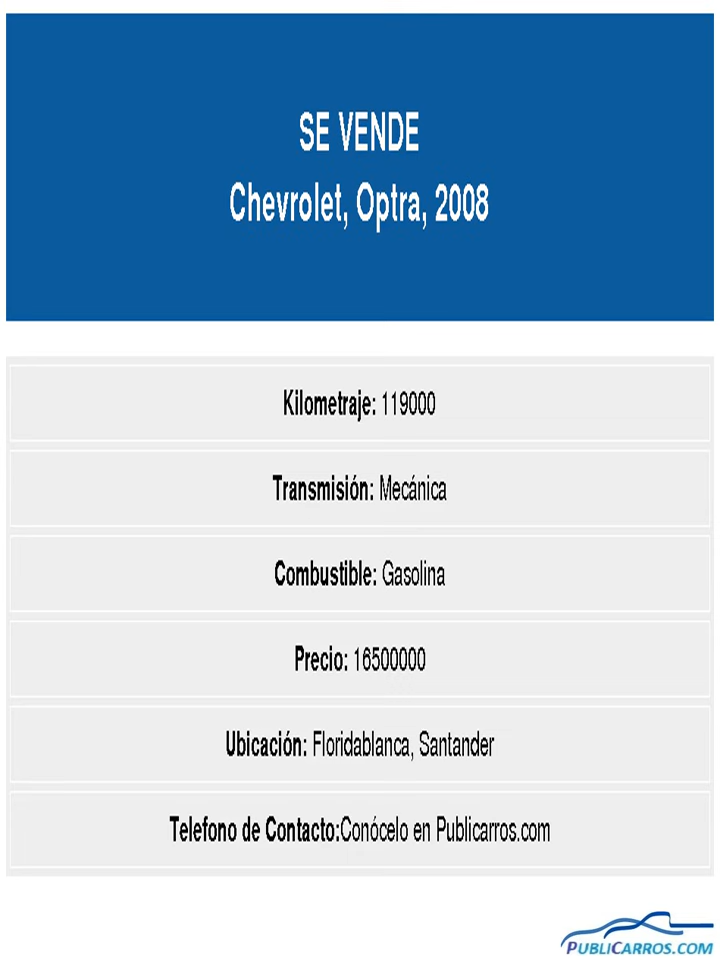 SE VENDE
Chevrolet, Optra, 2008
Kilometraje: 119000
Transmisión: Mecánica
Combustible: Gasolina
Precio: 16500000
Ubicación: Floridablanca, Santander
Telefono de Contacto:Conócelo en Publicarros.com
PUBLICARROS.COM